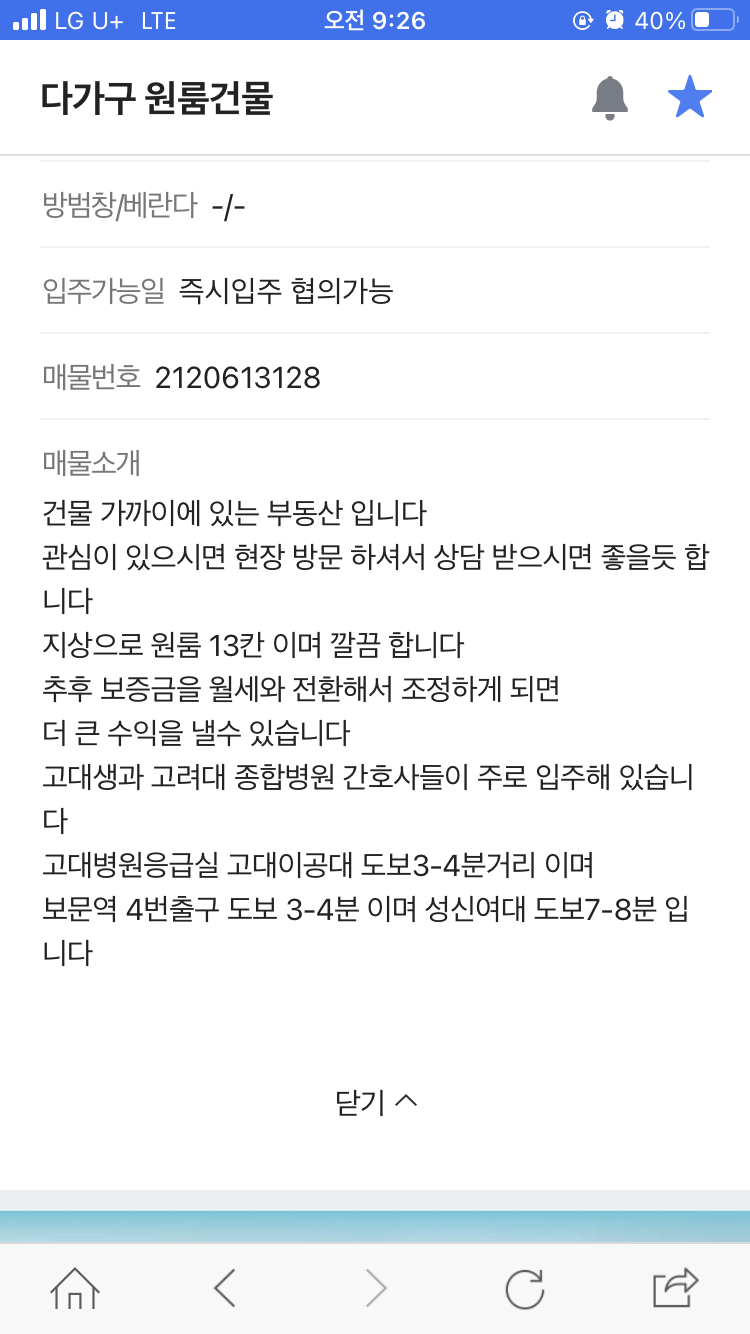 LG U+ LTE 오전 9:26 40%
다가구 원룸건물
방범창/베란다 -/-
입주가능일 즉시입주 협의가능
매물번호 2120613128
매물소개
건물 가까이에 있는 부동산 입니다
관심이 있으시면 현장 방문 하셔서 상담 받으시면 좋을듯 합
니다
지상으로 원룸 13칸 이며 깔끔 합니다
추후 보증금을 월세와 전환해서 조정하게 되면
더 큰 수익을 낼수 있습니다
고대생과 고려대 종합병원 간호사들이 주로 입주해 있습니
다
고대병원응급실 고대이공대 도보3-4분거리 이며
보문역 4번출구 도보 3-4분 이며 성신여대 도보7-8분 입
니다
닫기